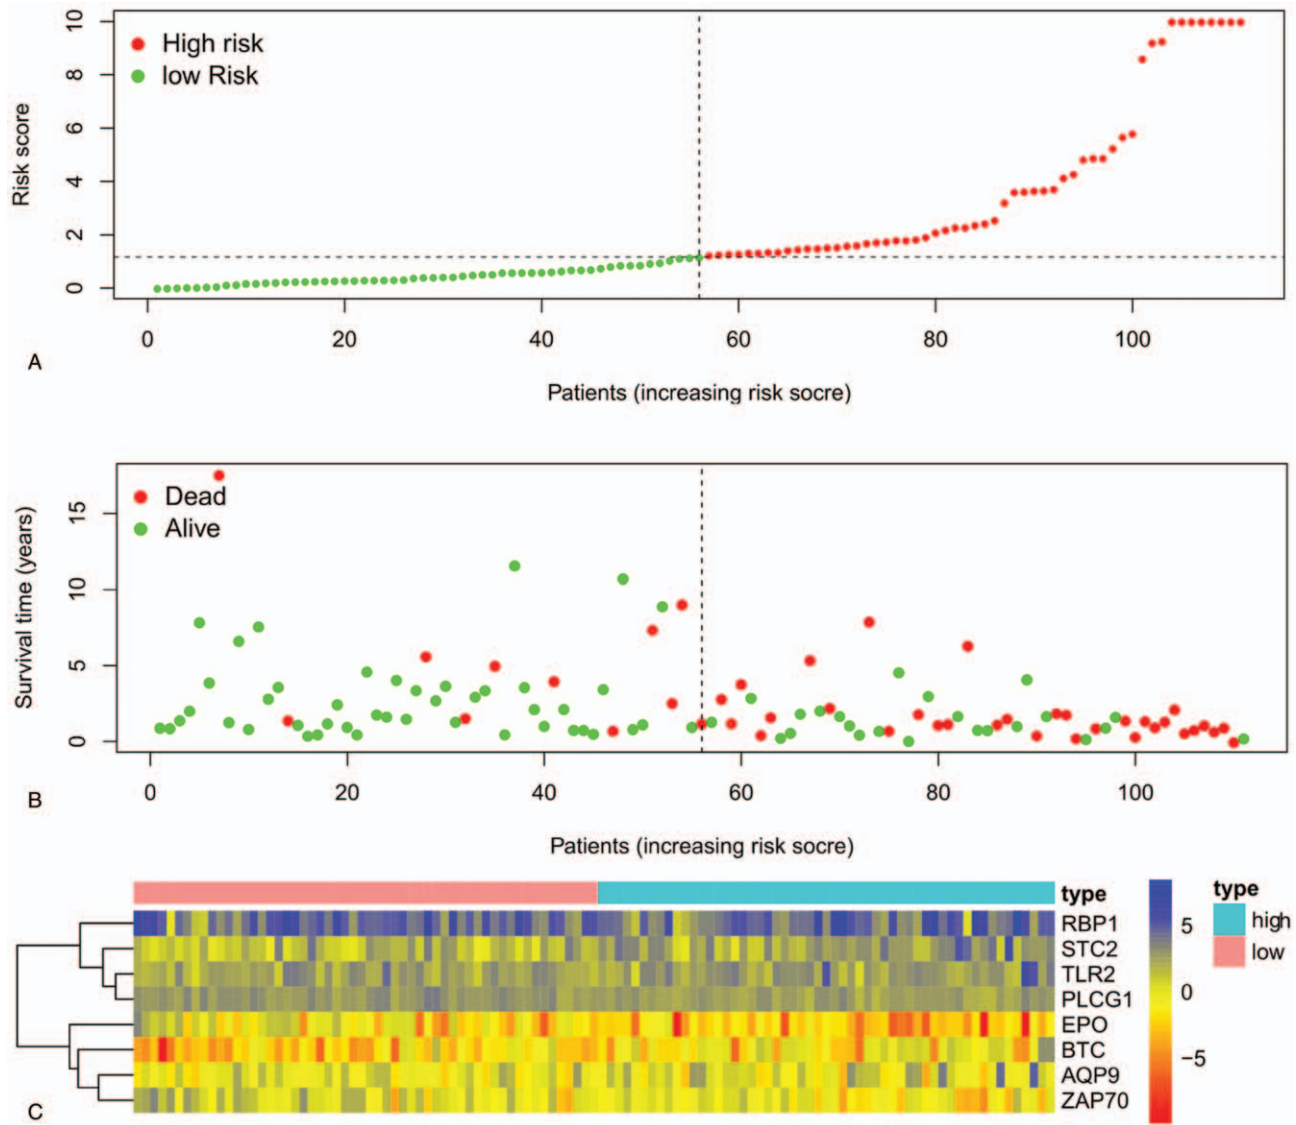 High risk
low Risk
Risk score
10
8
6
4
2
0
0 20 40 60 80 100
A
Patients (increasing risk socre)
Dead
Alive
Survival time (years)
15
10
5
0
0 20 40 60 80 100
B
Patients (increasing risk socre)
type
RBP1
STC2
TLR2
PLCG1
EPO
BTC
AQP9
ZAP70
5
0
−5
type
high
low
C